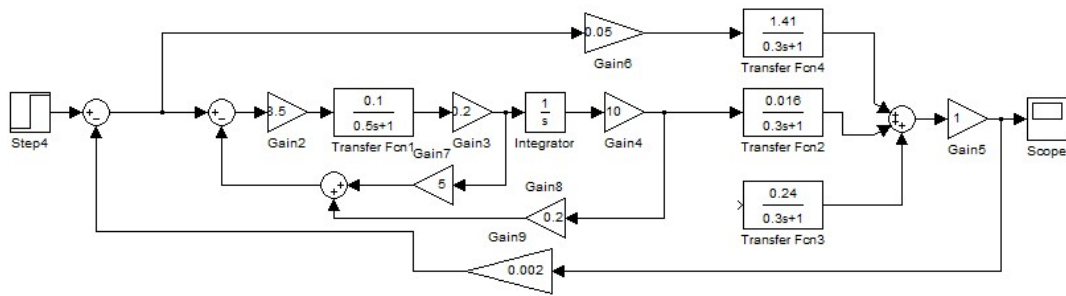 0.05
Gain6
1.41
0.3s+1
Transfer Fcn4
Step4
3.5
Gain2
0.1
0.5s+1
Transfer Fcn1
0.2
Gain3
1
s
Integrator
10
Gain4
0.016
0.3s+1
Transfer Fcn2
1
Gain5
Scope
Gain7
5
Gain8
0.2
0.24
0.3s+1
Transfer Fcn3
Gain9
0.002